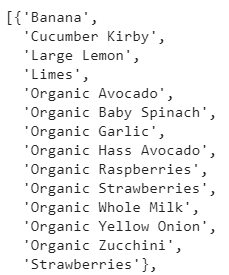 [{'Banana',
'Cucumber Kirby',
'Large Lemon',
'Limes',
'Organic Avocado',
'Organic Baby Spinach',
'Organic Garlic',
'Organic Hass Avocado',
'Organic Raspberries',
'Organic Strawberries',
'Organic Whole Milk',
'Organic Yellow Onion',
'Organic Zucchini',
'Strawberries'},